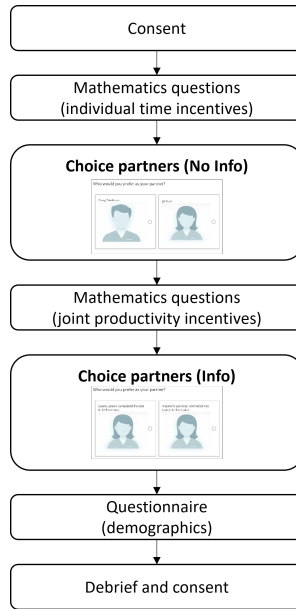 Consent
Mathematics questions
(individual time incentives)
Choice partners (No Info)
Who would you prefer as your partner?
Mathematics questions
(joint productivity incentives)
Choice partners (Info)
Who would you prefer as your partner?
Questionnaire
(demographics)
Debrief and consent